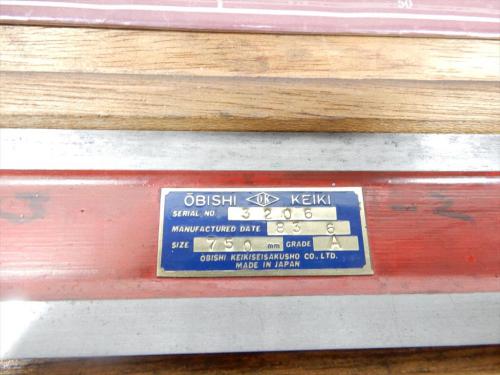 50
ŌBISHI OK KEIKI
SERIAL NO 3206
MANUFACTURED DATE 83 6
SIZE 750 mm GRADE A
OBISHI KEIKISEISAKUSHO CO., LTD.
MADE IN JAPAN